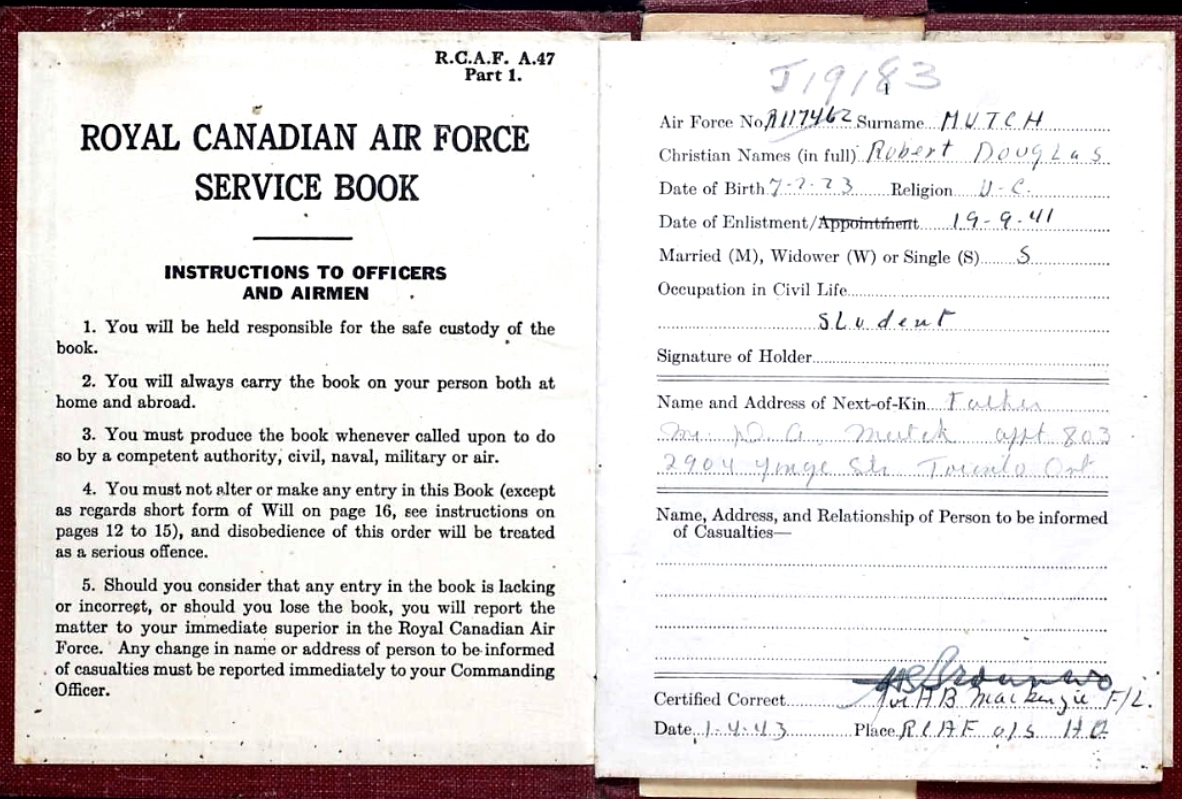 R.C.A.F. A.47
Part 1.
ROYAL CANADIAN AIR FORCE
SERVICE BOOK
INSTRUCTIONS TO OFFICERS
AND AIRMEN
1. You will be held responsible for the safe custody of the
book.
2. You will always carry the book on your person both at
home and abroad.
3. You must produce the book whenever called upon to do
so by a competent authority, civil, naval, military or air.
4. You must not alter or make any entry in this Book (except
as regards short form of Will on page 16, see instructions on
pages 12 to 15), and disobedience of this order will be treated
as a serious offence.
5. Should you consider that any entry in the book is lacking
or incorrect, or should you lose the book, you will report the
matter to your immediate superior in the Royal Canadian Air
Force. Any change in name or address of person to be informed
of casualties must be reported immediately to your Commanding
Officer.
J19183
1
Air Force No. R117462 Surname MUTCH
Christian Names (in full) Robert Douglas
Date of Birth Religion U.C.
Date of Enlistment/Appointment 19-9-41
Married (M), Widower (W) or Single (S) S
Occupation in Civil Life
Student
Signature of Holder
Name and Address of Next-of-Kin Father
Mr. D. A. Mutch appt 803
2904 Yonge Str Toronto Ont
Name, Address, and Relationship of Person to be informed
of Casualties—
Certified Correct for AB Mackenzie F/L.
Date 1-4-43 Place RCAF o/s HQ